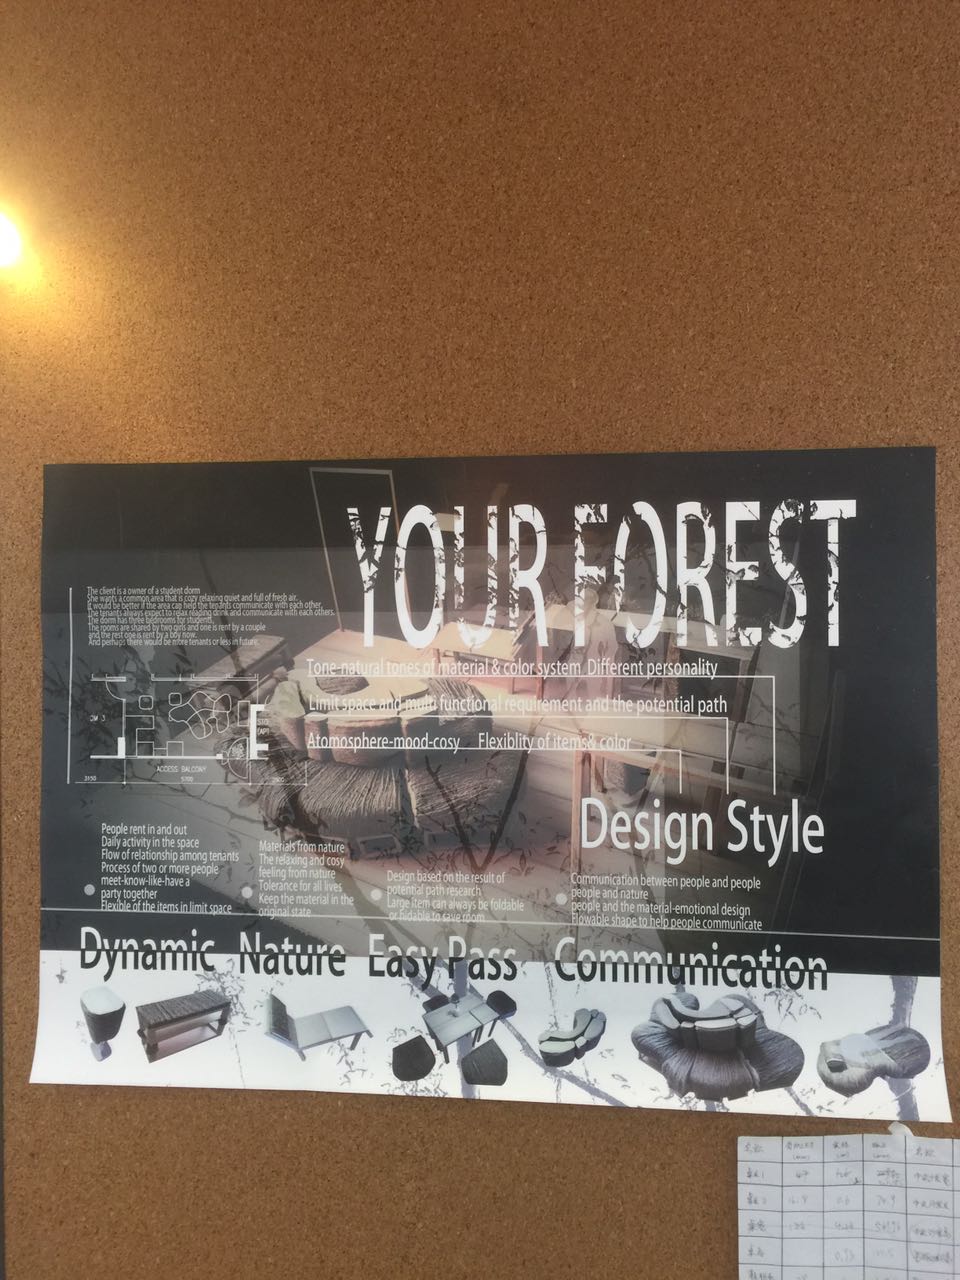 YOUR FOREST
The client is a owner of a student dorm
She wants a common area that is cozy relaxing quiet and full of fresh air.
It would be better if the area can help the tenants communicate with each other.
The tenants always expect to relax reading drink and communicate with each others.
The dorm has three bedrooms for students,
The rooms are shared by two girls and one is rent by a couple
and the rest one is rent by a boy now.
And perhaps there would be more tenants or less in future.
Tone-natural tones of material & color system Different personality
Limit space and multi functional requirement and the potential path
Atomosphere-mood-cosy Flexiblity of items& color
3
ACCESS BALCONY
3150
5700
Design Style
People rent in and out
Daily activity in the space
Flow of relationship among tenants
Process of two or more people
meet-know-like-have a
party together
Flexible of the items in limit space
Materials from nature
The relaxing and cosy
feeling from nature
Tolerance for all lives
Keep the material in the
original state
Design based on the result of
potential path research
Large item can always be foldable
or hidable to save room
Communication between people and people
people and nature
people and the material-emotional design
Flowable shape to help people communicate
Dynamic Nature Easy Pass Communication
名称
名称